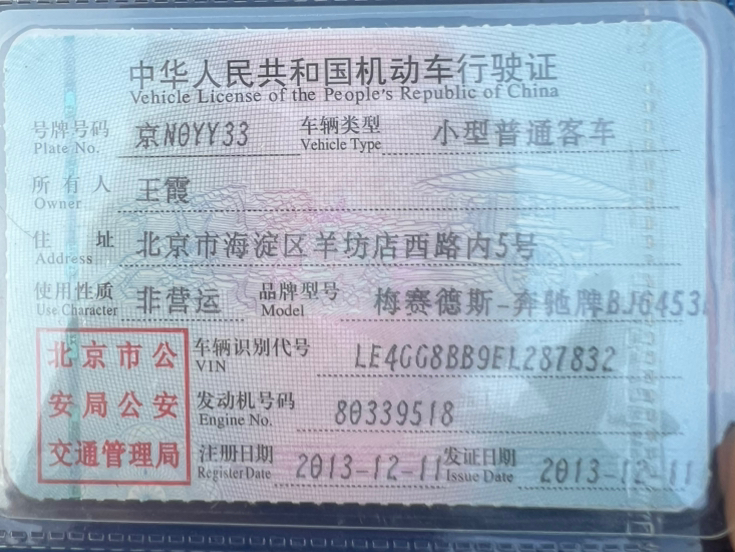 中华人民共和国机动车行驶证
Vehicle License of the People's Republic of China
号牌号码 京N0YY33 车辆类型 小型普通客车
Plate No. Vehicle Type
所有人 王霞
Owner
住址 北京市海淀区羊坊店西路内5号
Address
使用性质 非营运 品牌型号 梅赛德斯-奔驰牌BJ6453
Use Character Model
北京市公安局公安交通管理局
车辆识别代号 LE4GG8BB9EL287832
VIN
发动机号码 80339518
Engine No.
注册日期 2013-12-11 发证日期 2013-12-11
Register Date Issue Date